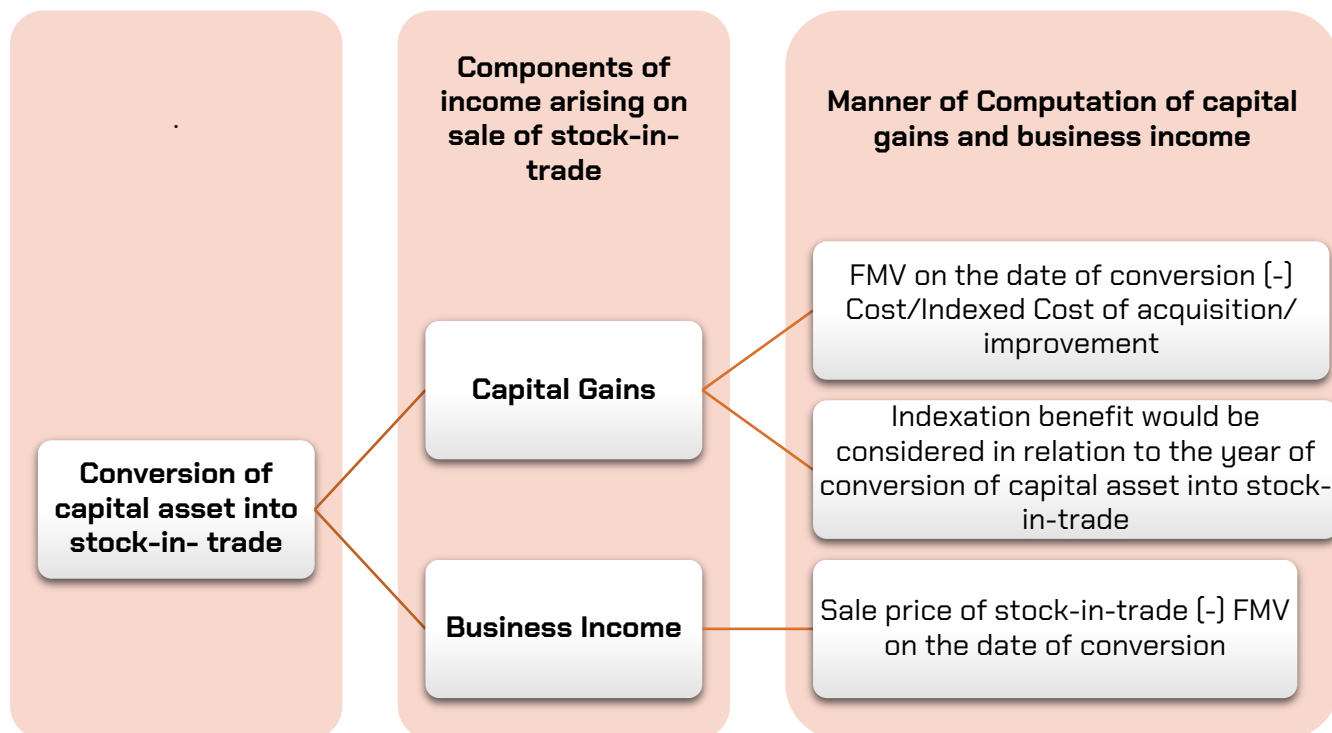 .
Components of
income arising on
sale of stock-in-
trade
Manner of Computation of capital
gains and business income
Conversion of
capital asset into
stock-in- trade
Capital Gains
FMV on the date of conversion (-)
Cost/Indexed Cost of acquisition/
improvement
Indexation benefit would be
considered in relation to the year of
conversion of capital asset into stock-
in-trade
Business Income
Sale price of stock-in-trade (-) FMV
on the date of conversion